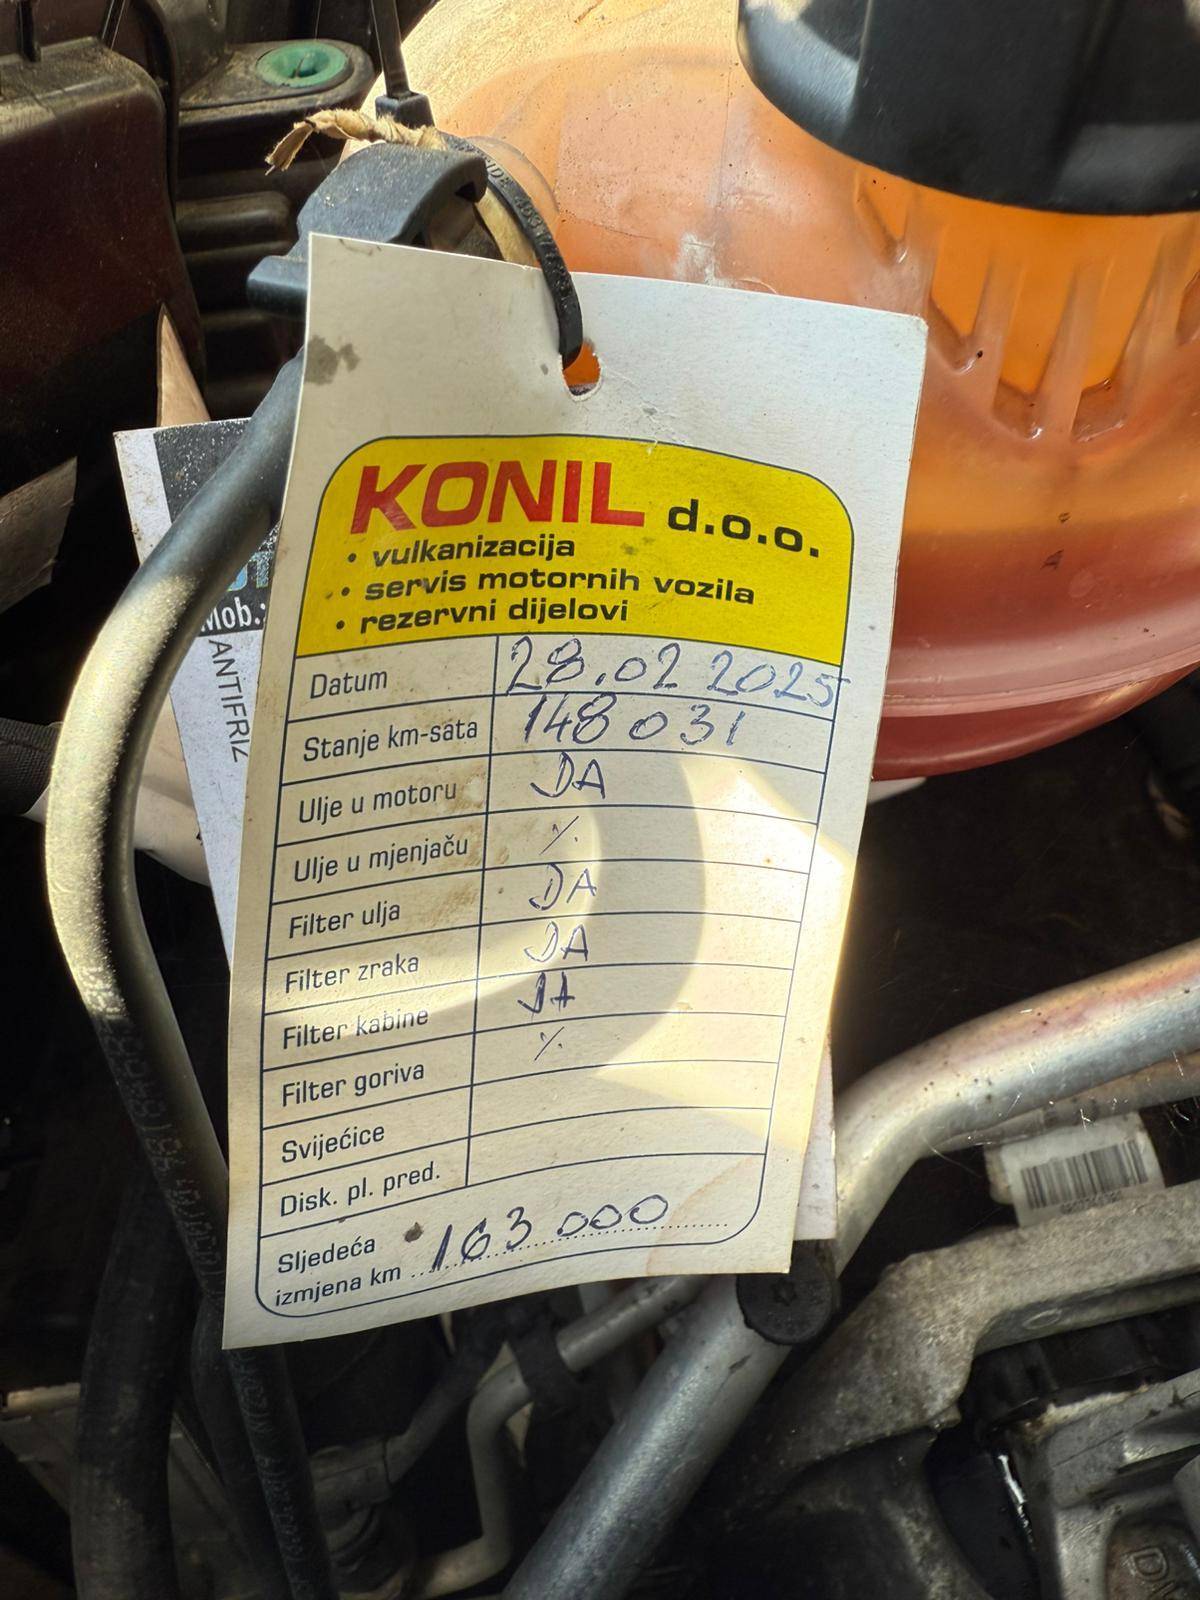 KONIL d.o.o.
• vulkanizacija
• servis motornih vozila
• rezervni dijelovi
Datum 28.02 2025
Stanje km-sata 148 031
Ulje u motoru DA
Ulje u mjenjaču %
Filter ulja DA
Filter zraka DA
Filter kabine DA
Filter goriva %
Svijećice
Disk. pl. pred.
Sljedeća
izmjena km 163 000
Mob.:
ANTIFRIZ